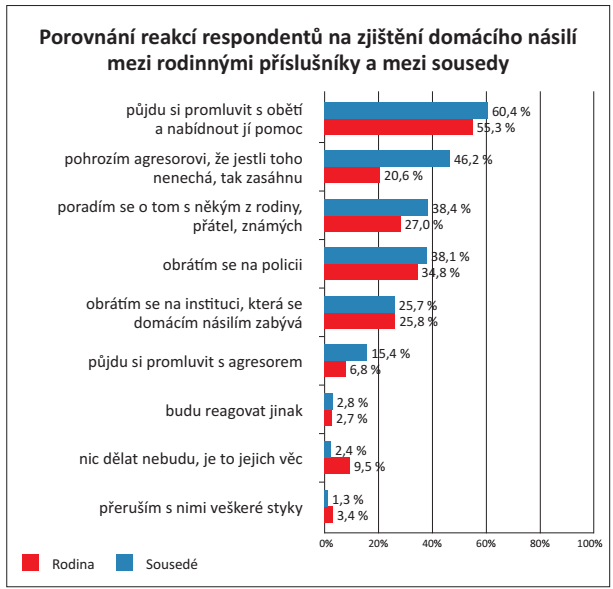 Porovnání reakcí respondentů na zjištění domácího násilí
mezi rodinnými příslušníky a mezi sousedy
půjdu si promluvit s obětí
a nabídnout jí pomoc
60,4 %
55,3 %
pohrozím agresorovi, že jestli toho
nenechá, tak zasáhnu
46,2 %
20,6 %
poradím se o tom s někým z rodiny,
přátel, známých
38,4 %
27,0 %
obrátím se na policii
38,1 %
34,8 %
obrátím se na instituci, která se
domácím násilím zabývá
25,7 %
25,8 %
půjdu si promluvit s agresorem
15,4 %
6,8 %
budu reagovat jinak
2,8 %
2,7 %
nic dělat nebudu, je to jejich věc
2,4 %
9,5 %
přeruším s nimi veškeré styky
1,3 %
3,4 %
0% 20% 40% 60% 80% 100%
Rodina Sousedé